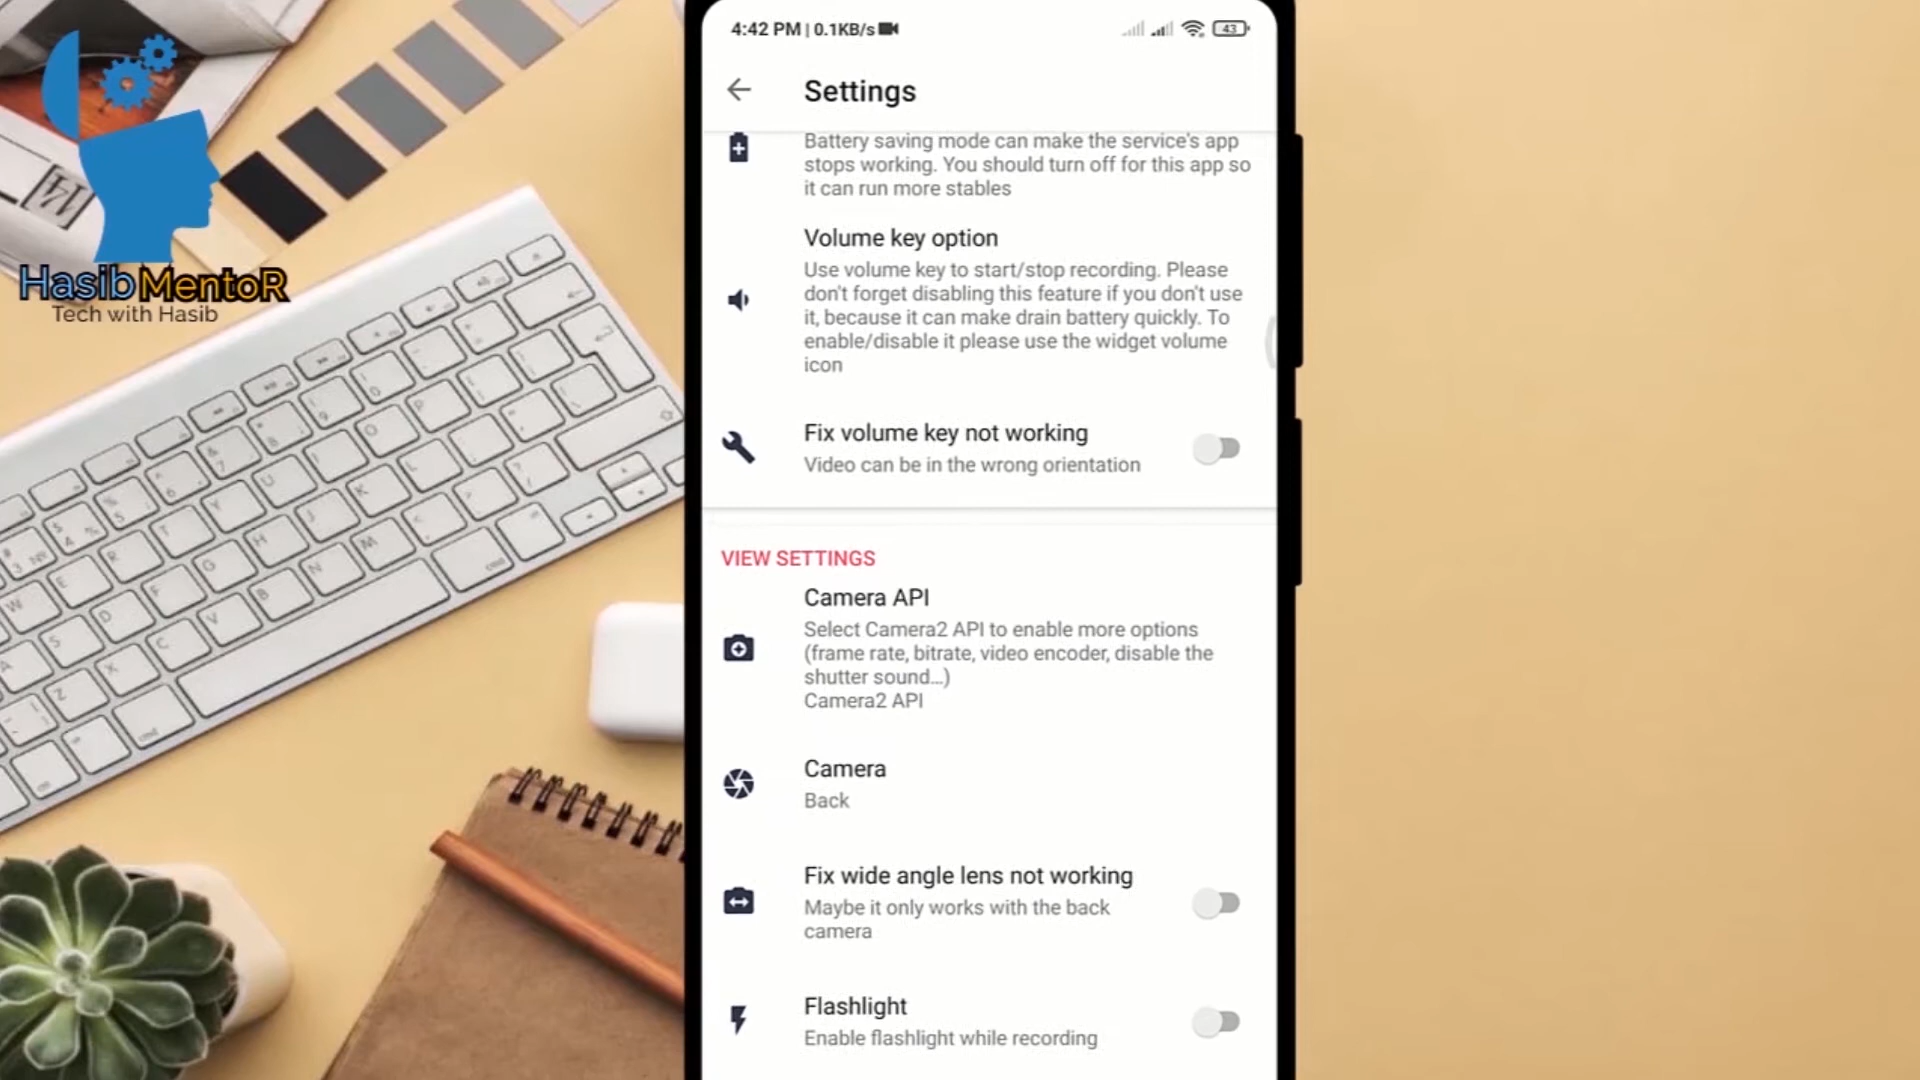 4:42 PM | 0.1KB/s
43
Settings
Battery saving mode can make the service's app
stops working. You should turn off for this app so
it can run more stables
Volume key option
Use volume key to start/stop recording. Please
don't forget disabling this feature if you don't use
it, because it can make drain battery quickly. To
enable/disable it please use the widget volume
icon
Fix volume key not working
Video can be in the wrong orientation
VIEW SETTINGS
Camera API
Select Camera2 API to enable more options
(frame rate, bitrate, video encoder, disable the
shutter sound...)
Camera2 API
Camera
Back
Fix wide angle lens not working
Maybe it only works with the back
camera
Flashlight
Enable flashlight while recording
Hasib MentoR
Tech with Hasib